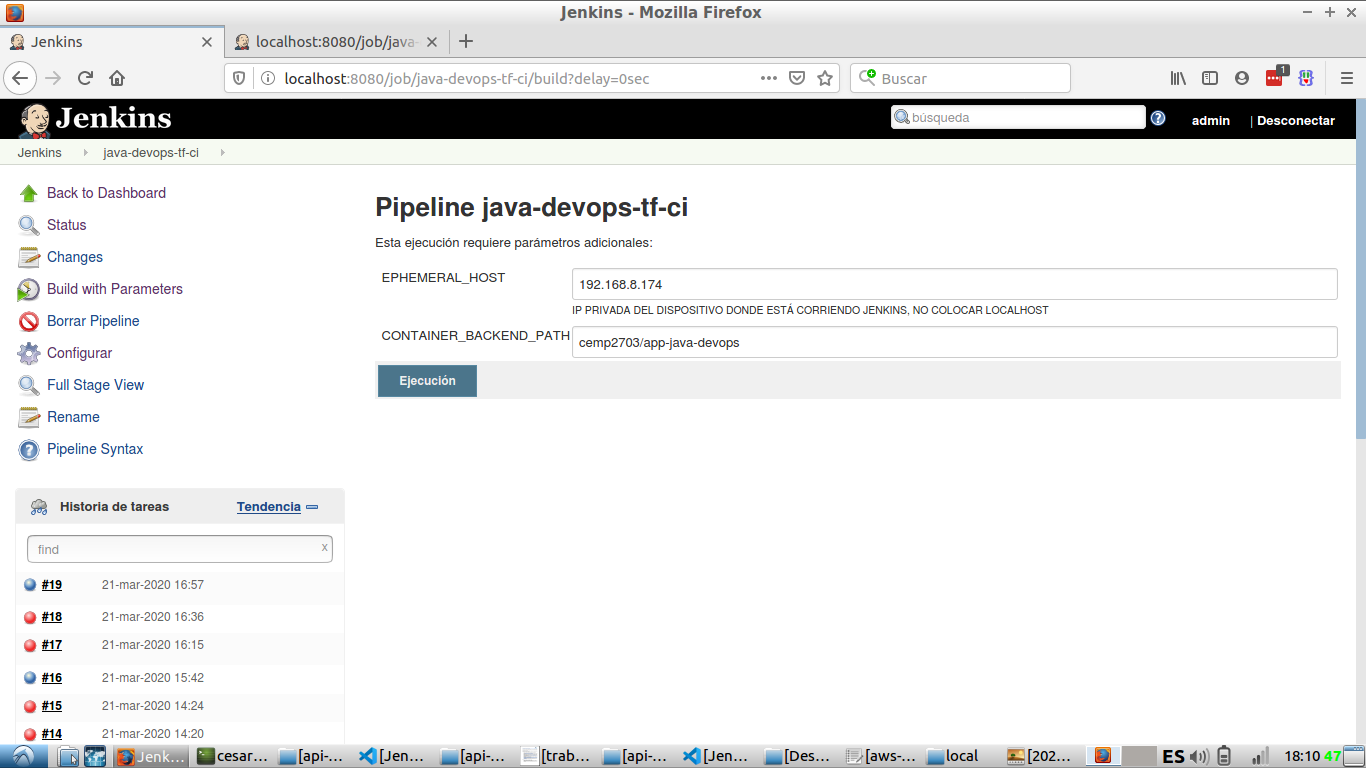 Jenkins - Mozilla Firefox
Jenkins
localhost:8080/job/java-
localhost:8080/job/java-devops-tf-ci/build?delay=0sec
Buscar
1
Jenkins
búsqueda
admin
| Desconectar
Jenkins
java-devops-tf-ci
Back to Dashboard
Status
Changes
Build with Parameters
Borrar Pipeline
Configurar
Full Stage View
Rename
Pipeline Syntax
Pipeline java-devops-tf-ci
Esta ejecución requiere parámetros adicionales:
EPHEMERAL_HOST
192.168.8.174
IP PRIVADA DEL DISPOSITIVO DONDE ESTÁ CORRIENDO JENKINS, NO COLOCAR LOCALHOST
CONTAINER_BACKEND_PATH
cemp2703/app-java-devops
Ejecución
Historia de tareas
Tendencia
find
x
#19 21-mar-2020 16:57
#18 21-mar-2020 16:36
#17 21-mar-2020 16:15
#16 21-mar-2020 15:42
#15 21-mar-2020 14:24
#14 21-mar-2020 14:20
Jenk...
cesar...
[api-...
[Jen...
[api-...
[trab...
[api-...
[Jen...
[Des...
[aws-...
local
[202...
ES
18:10 47